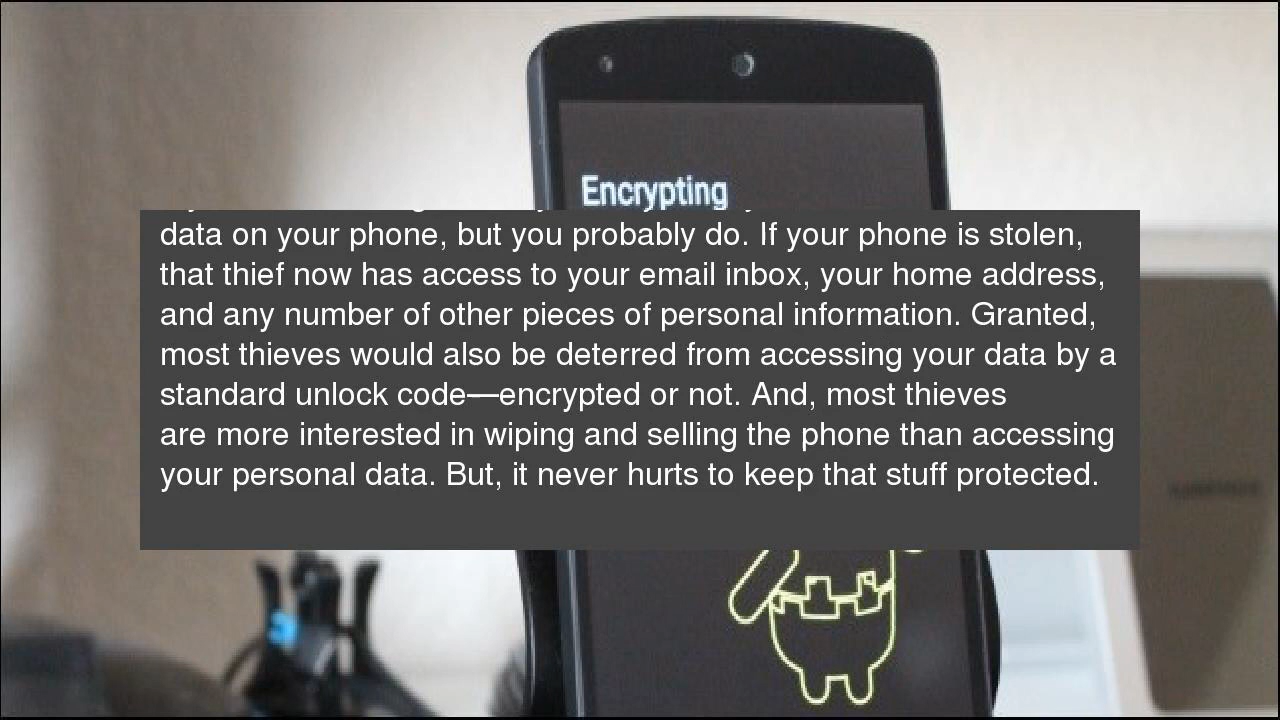 Encrypting
data on your phone, but you probably do. If your phone is stolen,
that thief now has access to your email inbox, your home address,
and any number of other pieces of personal information. Granted,
most thieves would also be deterred from accessing your data by a
standard unlock code—encrypted or not. And, most thieves
are more interested in wiping and selling the phone than accessing
your personal data. But, it never hurts to keep that stuff protected.